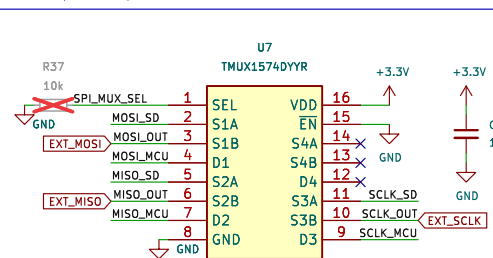 U7
TMUX1574DYYR
R37
10k
GND
SPI_MUX_SEL 1 SEL
MOSI_SD 2 S1A
EXT_MOSI MOSI_OUT 3 S1B
MOSI_MCU 4 D1
MISO_SD 5 S2A
EXT_MISO MISO_OUT 6 S2B
MISO_MCU 7 D2
GND 8 GND
VDD 16 +3.3V
EN 15 GND
S4A 14
S4B 13
D4 12
S3A 11 SCLK_SD
S3B 10 SCLK_OUT EXT_SCLK
D3 9 SCLK_MCU
+3.3V
GND